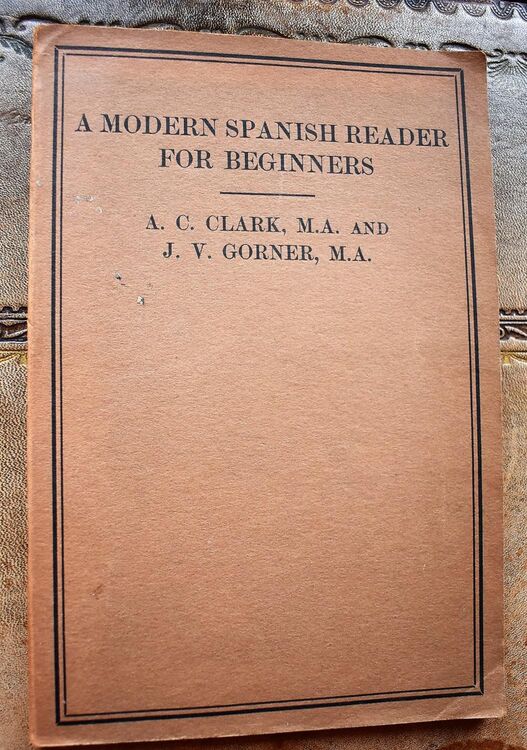 A MODERN SPANISH READER
FOR BEGINNERS
A. C. CLARK, M.A. AND
J. V. GORNER, M.A.